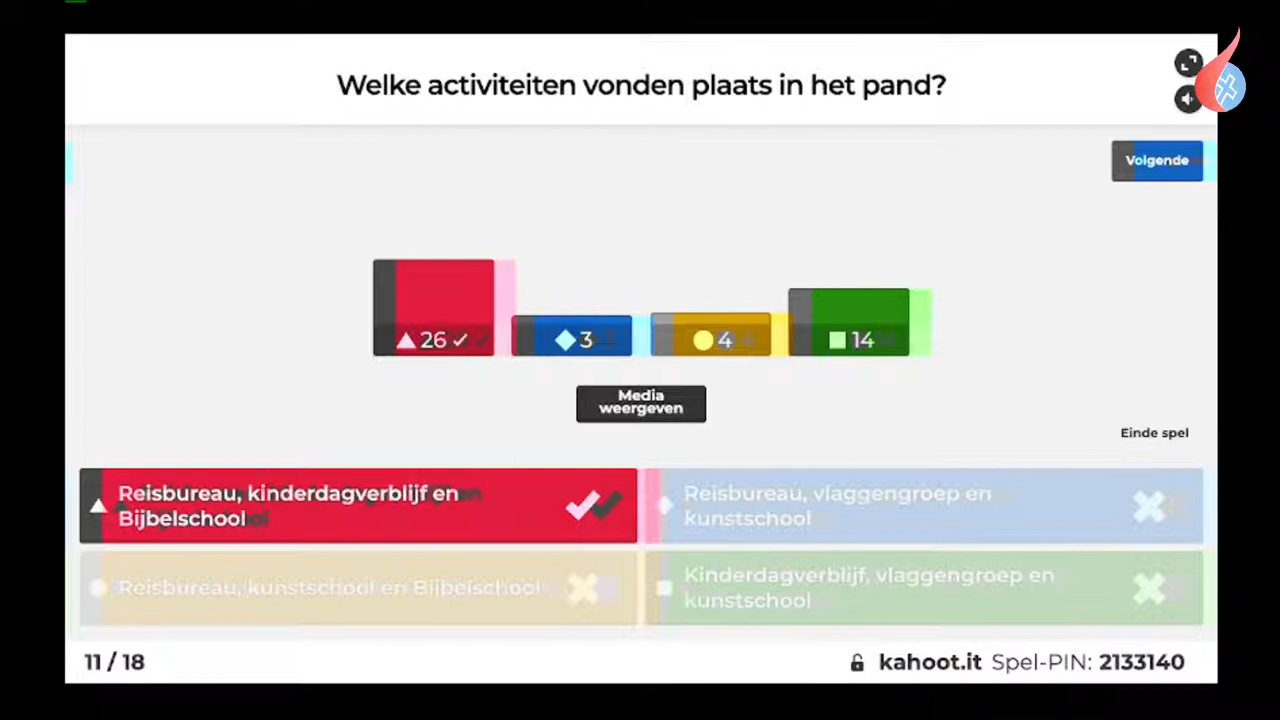 Welke activiteiten vonden plaats in het pand?
Volgende
26
3
4
14
Media
weergeven
Einde spel
Reisbureau, kinderdagverblijf en
Bijbelschool
Reisbureau, vlaggengroep en
kunstschool
Reisbureau, kunstschool en Bijbelschool
Kinderdagverblijf, vlaggengroep en
kunstschool
11 / 18
kahoot.it Spel-PIN: 2133140